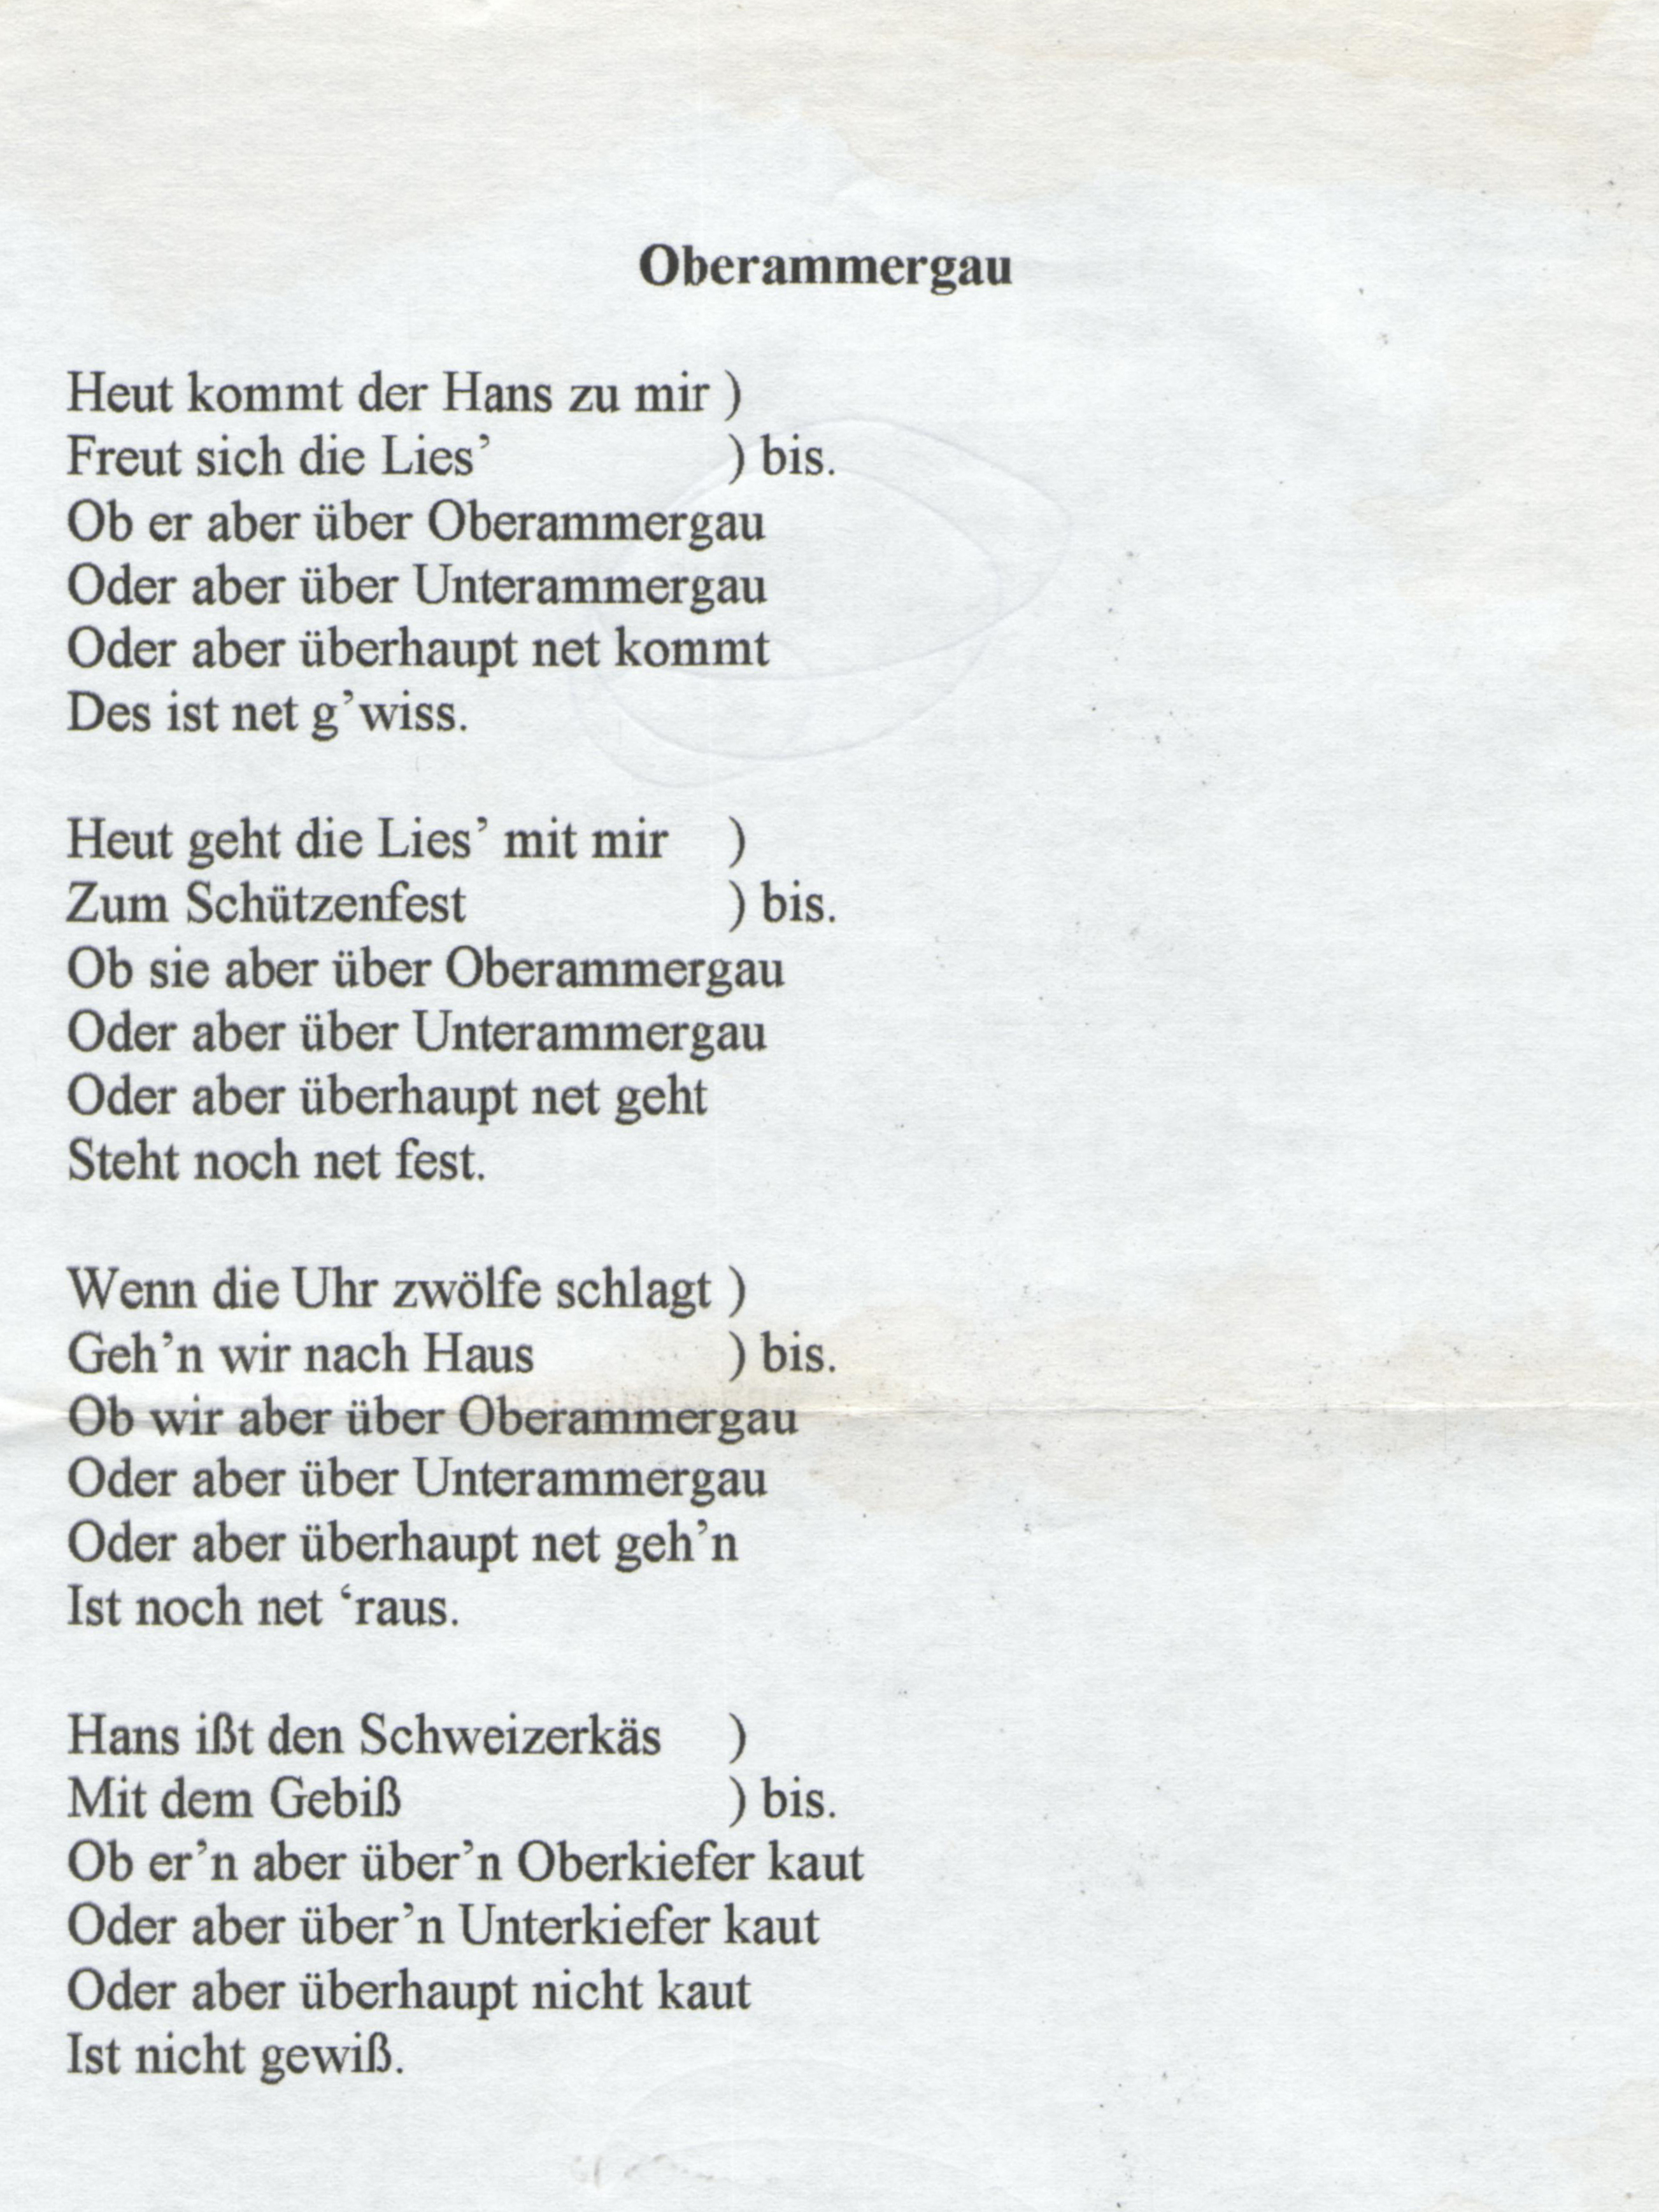 Oberammergau
Heut kommt der Hans zu mir )
Freut sich die Lies’ ) bis.
Ob er aber über Oberammergau
Oder aber über Unterammergau
Oder aber überhaupt net kommt
Des ist net g’wiss.
Heut geht die Lies’ mit mir )
Zum Schützenfest ) bis.
Ob sie aber über Oberammergau
Oder aber über Unterammergau
Oder aber überhaupt net geht
Steht noch net fest.
Wenn die Uhr zwölfe schlagt )
Geh’n wir nach Haus ) bis.
Ob wir aber über Oberammergau
Oder aber über Unterammergau
Oder aber überhaupt net geh’n
Ist noch net ‘raus.
Hans ißt den Schweizerkäs )
Mit dem Gebiß ) bis.
Ob er’n aber über’n Oberkiefer kaut
Oder aber über’n Unterkiefer kaut
Oder aber überhaupt nicht kaut
Ist nicht gewiß.